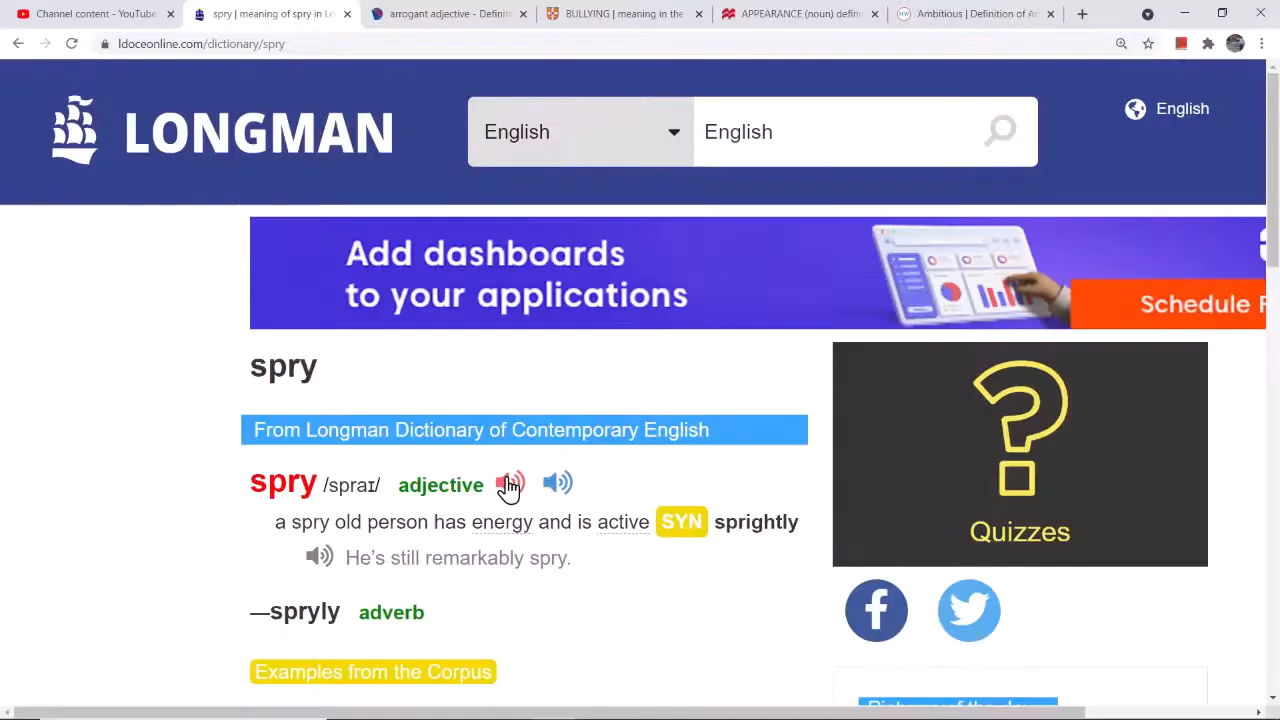 Channel content - YouTube
spry | meaning of spry in Lo
arrogant adjective - Definiti
BULLYING | meaning in the
APPEARANCE (noun) defin
Ambitious | Definition of Am
ldoceonline.com/dictionary/spry
LONGMAN
English
English
English
Add dashboards
to your applications
Schedule
spry
?
Quizzes
From Longman Dictionary of Contemporary English
spry /spraɪ/ adjective
a spry old person has energy and is active SYN sprightly
He's still remarkably spry.
—spryly adverb
Examples from the Corpus